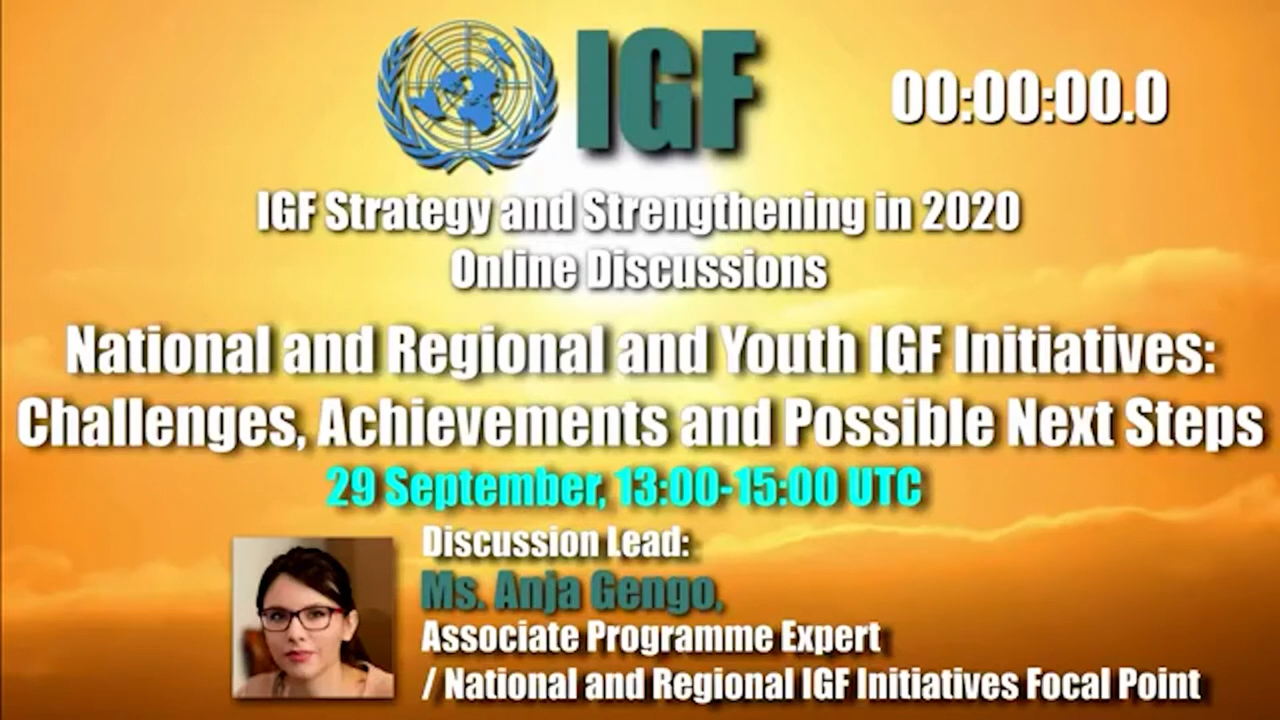 IGF
00:00:00.0
IGF Strategy and Strengthening in 2020
Online Discussions
National and Regional and Youth IGF Initiatives:
Challenges, Achievements and Possible Next Steps
29 September, 13:00-15:00 UTC
Discussion Lead:
Ms. Anja Gengo,
Associate Programme Expert
/ National and Regional IGF Initiatives Focal Point